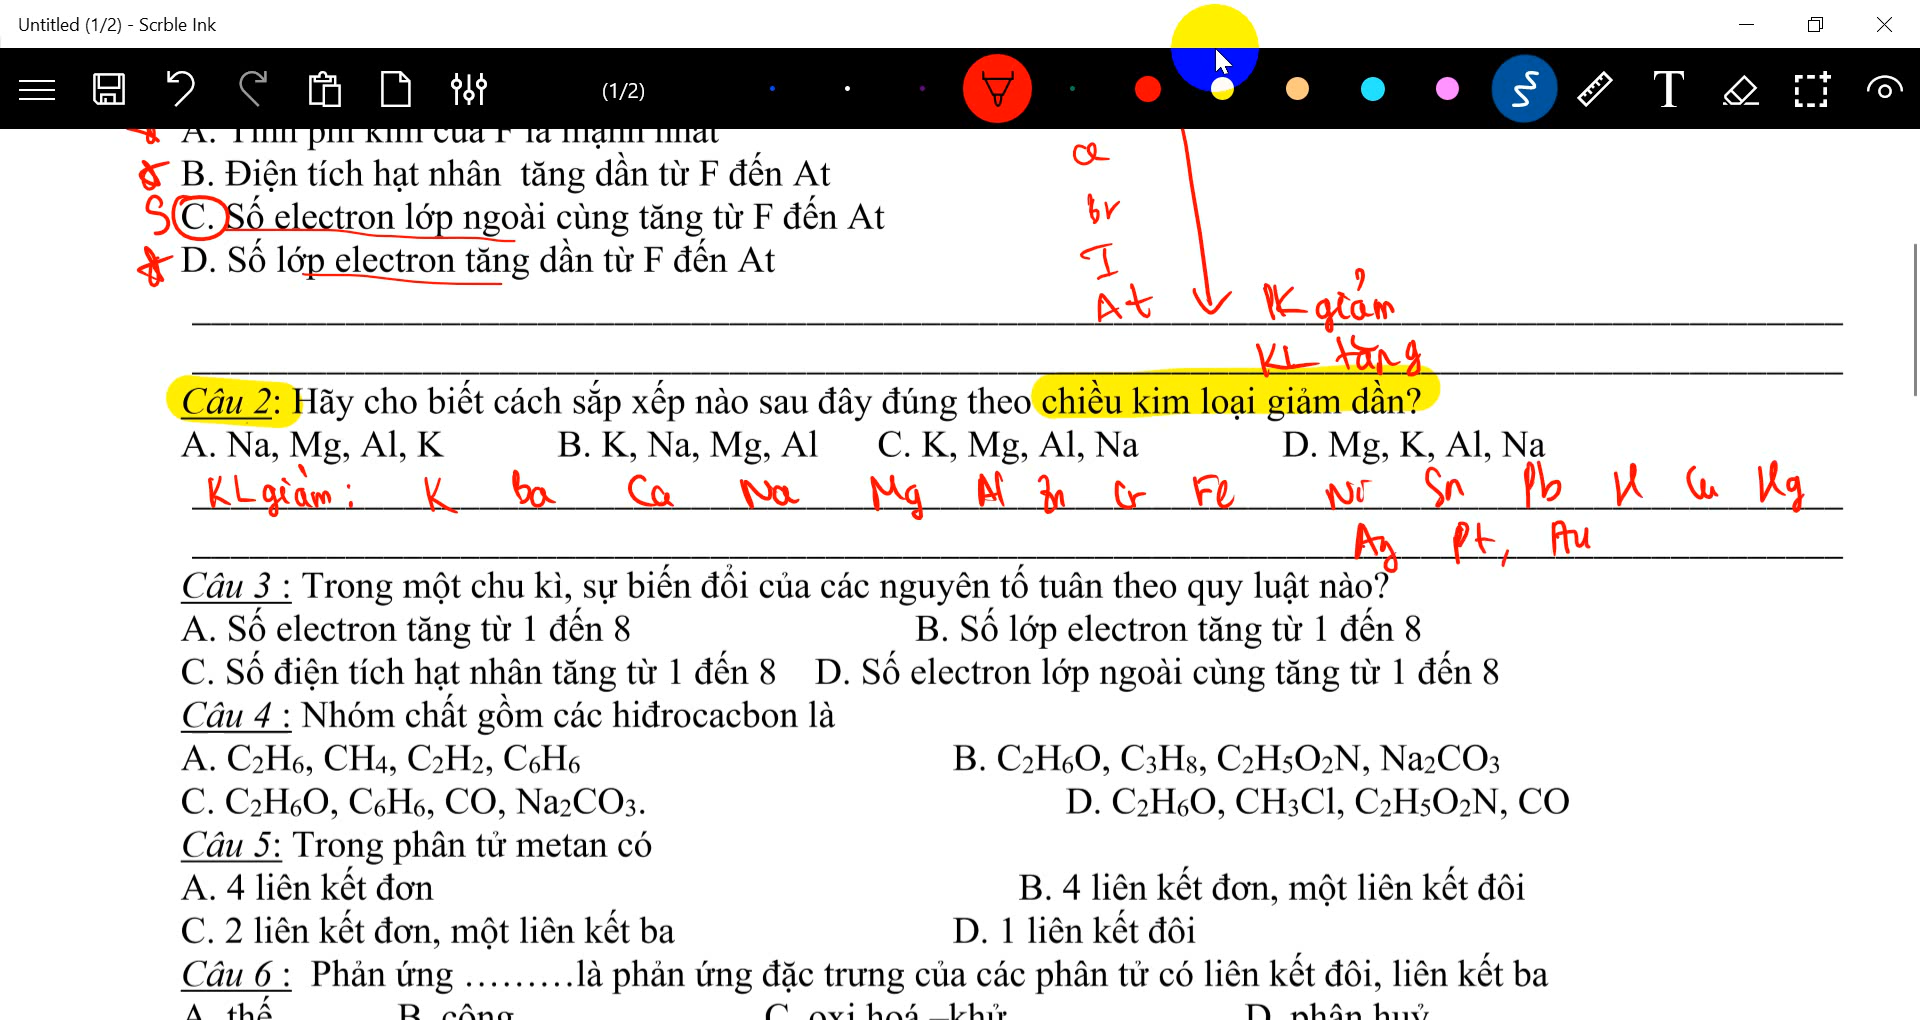 Untitled (1/2) - Scrble Ink
(1/2)
A. Tính phi kim của F là mạnh nhất
B. Điện tích hạt nhân tăng dần từ F đến At
S C. Số electron lớp ngoài cùng tăng từ F đến At
D. Số lớp electron tăng dần từ F đến At
Br
I
At
PK giảm
KL tăng
Câu 2: Hãy cho biết cách sắp xếp nào sau đây đúng theo chiều kim loại giảm dần?
A. Na, Mg, Al, K B. K, Na, Mg, Al C. K, Mg, Al, Na D. Mg, K, Al, Na
KL giảm: K Ba Ca Na Mg Al Zn Cr Fe Ni Sn Pb H Cu Hg
Ag Pt, Au
Câu 3 : Trong một chu kì, sự biến đổi của các nguyên tố tuân theo quy luật nào?
A. Số electron tăng từ 1 đến 8 B. Số lớp electron tăng từ 1 đến 8
C. Số điện tích hạt nhân tăng từ 1 đến 8 D. Số electron lớp ngoài cùng tăng từ 1 đến 8
Câu 4 : Nhóm chất gồm các hiđrocacbon là
A. C2H6, CH4, C2H2, C6H6 B. C2H6O, C3H8, C2H5O2N, Na2CO3
C. C2H6O, C6H6, CO, Na2CO3. D. C2H6O, CH3Cl, C2H5O2N, CO
Câu 5: Trong phân tử metan có
A. 4 liên kết đơn B. 4 liên kết đơn, một liên kết đôi
C. 2 liên kết đơn, một liên kết ba D. 1 liên kết đôi
Câu 6 : Phản ứng .........là phản ứng đặc trưng của các phân tử có liên kết đôi, liên kết ba
A. thế B. cộng C. oxi hoá –khử D. phân huỷ